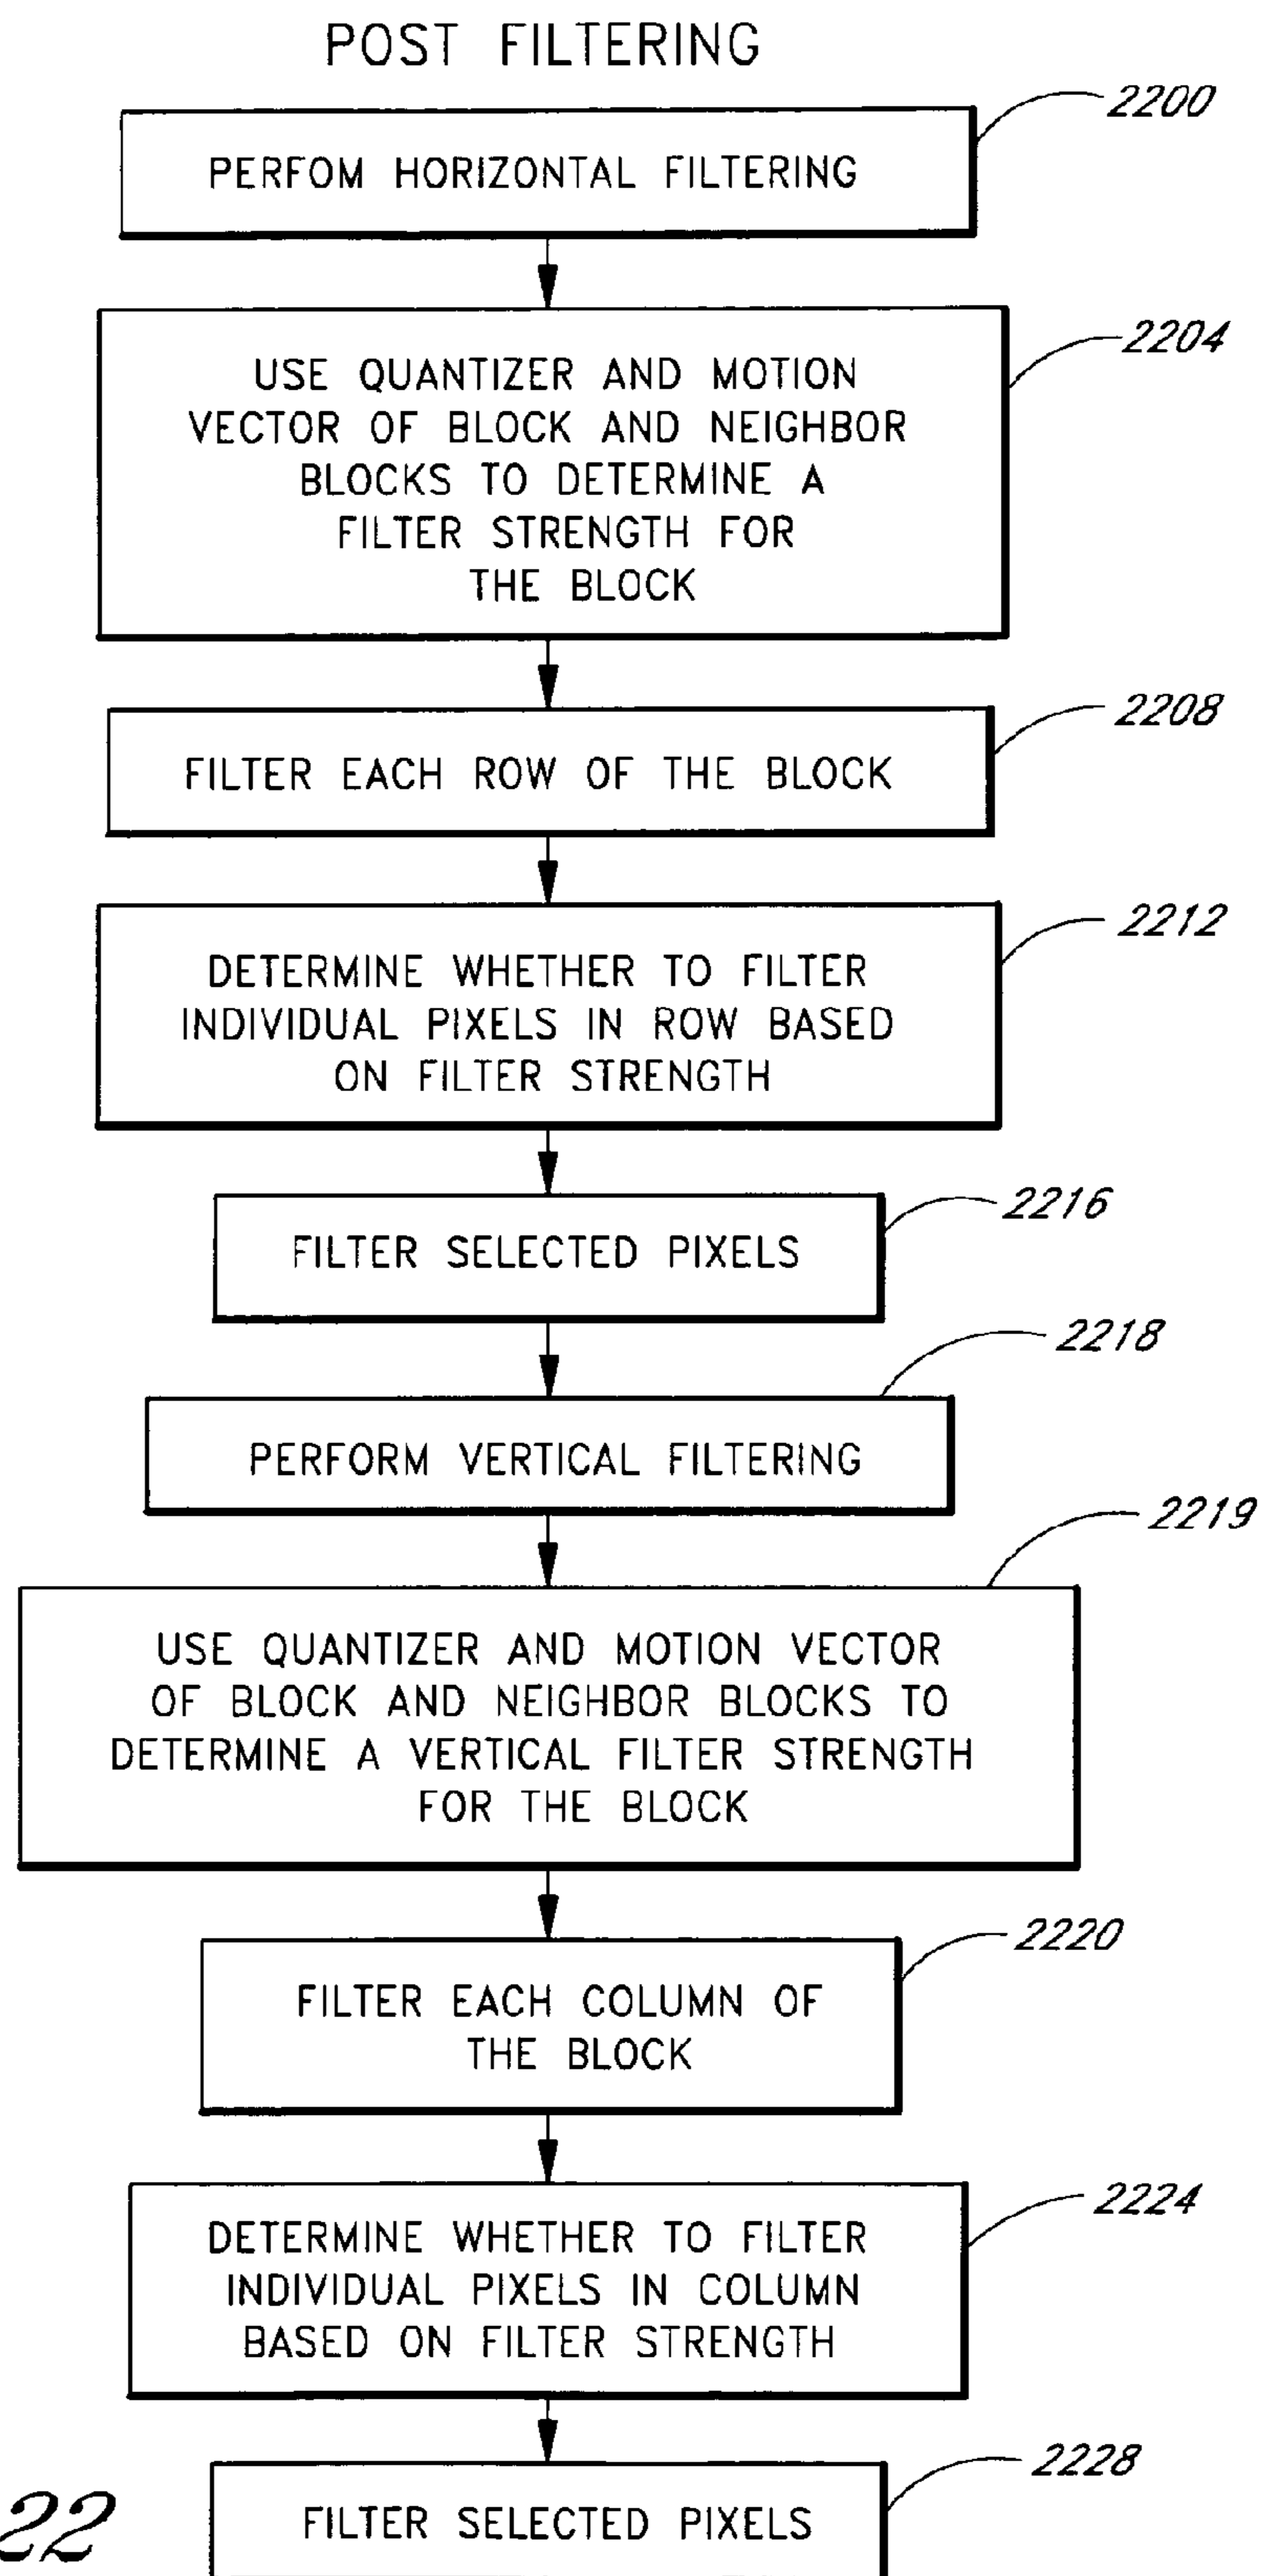 POST FILTERING
2200
PERFOM HORIZONTAL FILTERING
2204
USE QUANTIZER AND MOTION
VECTOR OF BLOCK AND NEIGHBOR
BLOCKS TO DETERMINE A
FILTER STRENGTH FOR
THE BLOCK
2208
FILTER EACH ROW OF THE BLOCK
2212
DETERMINE WHETHER TO FILTER
INDIVIDUAL PIXELS IN ROW BASED
ON FILTER STRENGTH
2216
FILTER SELECTED PIXELS
2218
PERFORM VERTICAL FILTERING
2219
USE QUANTIZER AND MOTION VECTOR
OF BLOCK AND NEIGHBOR BLOCKS TO
DETERMINE A VERTICAL FILTER STRENGTH
FOR THE BLOCK
2220
FILTER EACH COLUMN OF
THE BLOCK
2224
DETERMINE WHETHER TO FILTER
INDIVIDUAL PIXELS IN COLUMN
BASED ON FILTER STRENGTH
2228
FILTER SELECTED PIXELS
22